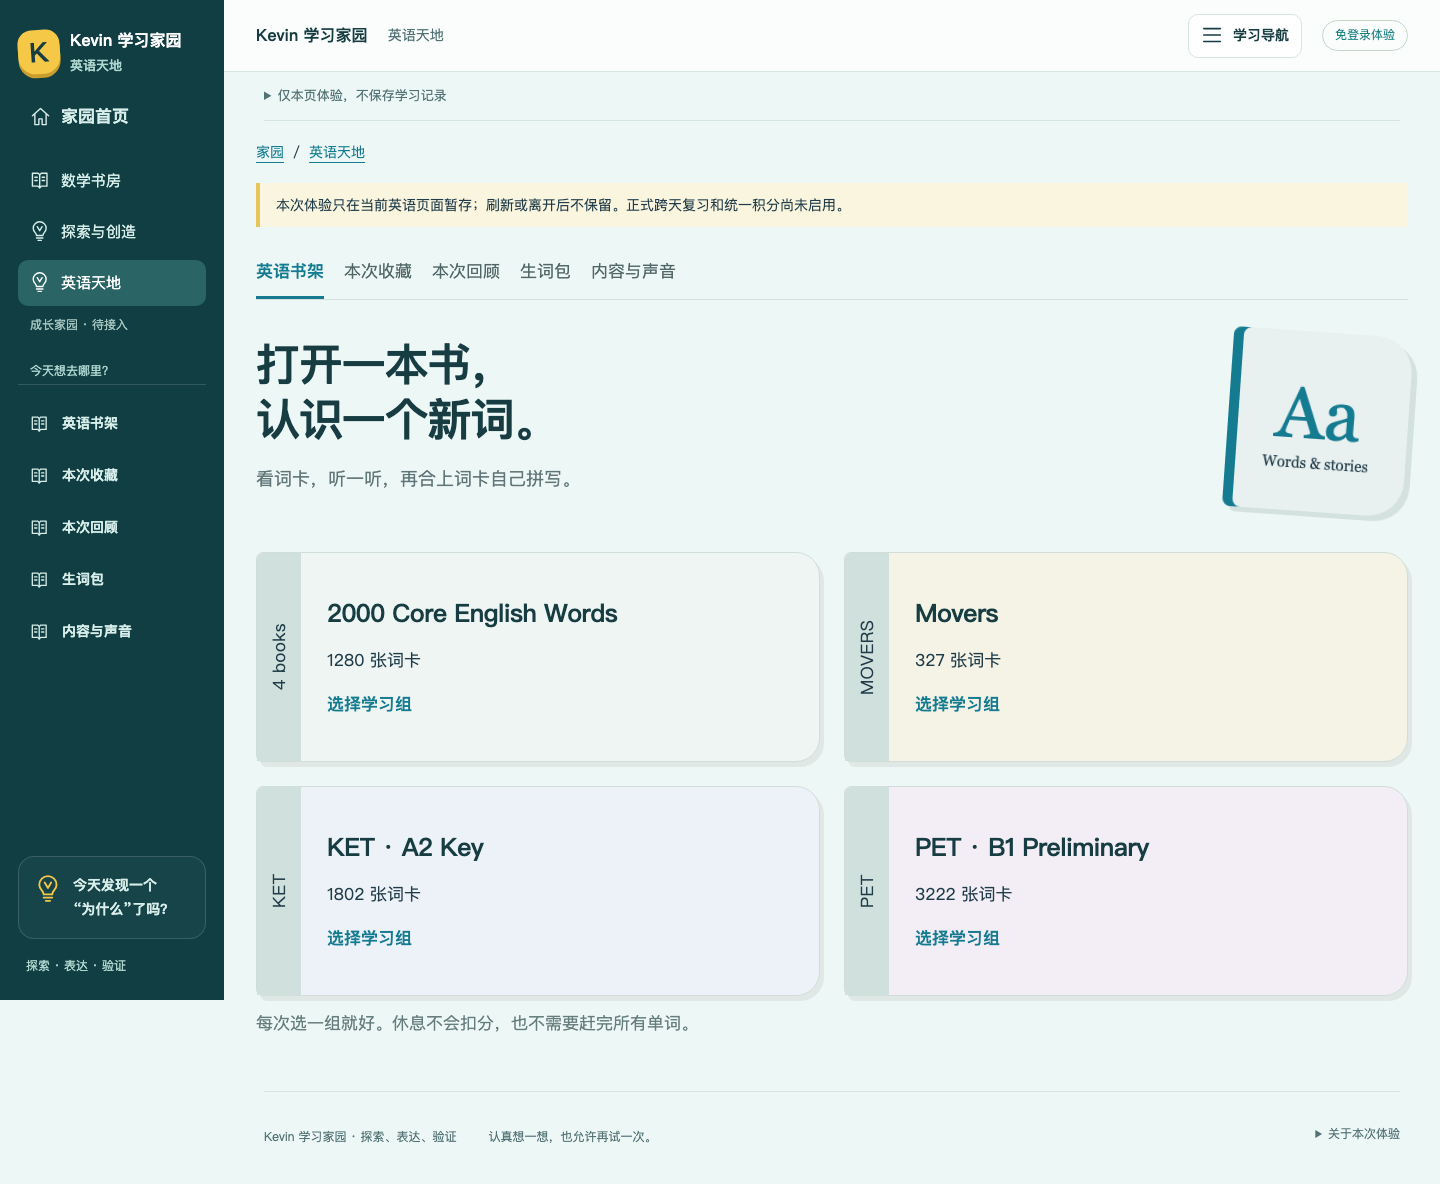 K
Kevin 学习家园
英语天地
家园首页
数学书房
探索与创造
英语天地
成长家园 · 待接入
今天想去哪里？
英语书架
本次收藏
本次回顾
生词包
内容与声音
今天发现一个
“为什么”了吗？
探索 · 表达 · 验证
Kevin 学习家园 英语天地
学习导航
免登录体验
仅本页体验，不保存学习记录
家园 / 英语天地
本次体验只在当前英语页面暂存；刷新或离开后不保留。正式跨天复习和统一积分尚未启用。
英语书架 本次收藏 本次回顾 生词包 内容与声音
打开一本书，
认识一个新词。
看词卡，听一听，再合上词卡自己拼写。
Aa
Words & stories
4 books
2000 Core English Words
1280 张词卡
选择学习组
MOVERS
Movers
327 张词卡
选择学习组
KET
KET · A2 Key
1802 张词卡
选择学习组
PET
PET · B1 Preliminary
3222 张词卡
选择学习组
每次选一组就好。休息不会扣分，也不需要赶完所有单词。
Kevin 学习家园 · 探索、表达、验证 认真想一想，也允许再试一次。
关于本次体验